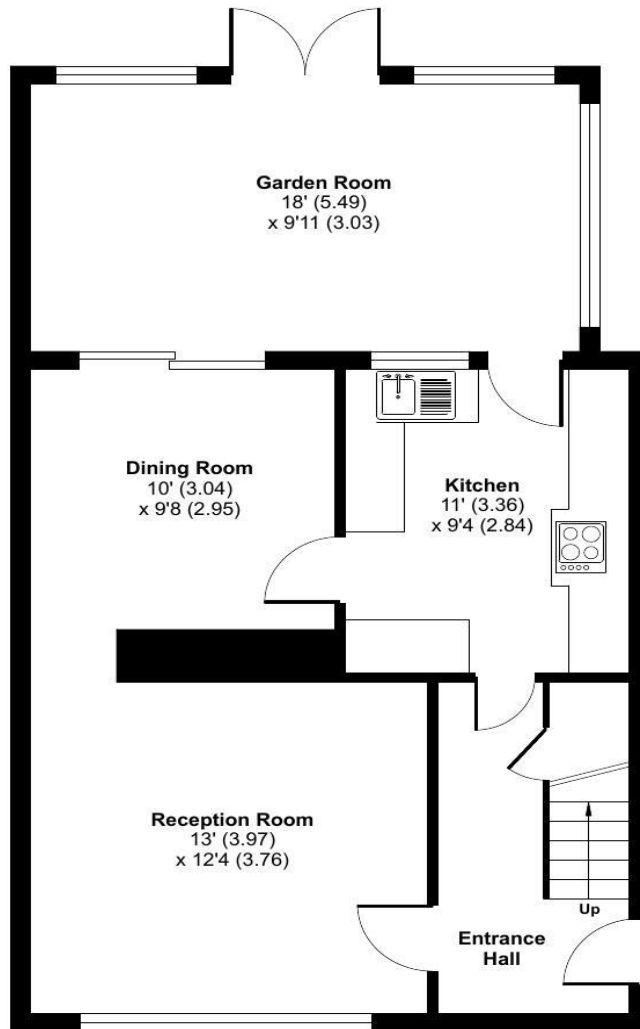 Garden Room
18' (5.49)
x 9'11 (3.03)
Dining Room
10' (3.04)
x 9'8 (2.95)
Kitchen
11' (3.36)
x 9'4 (2.84)
Reception Room
13' (3.97)
x 12'4 (3.76)
Up
Entrance
Hall